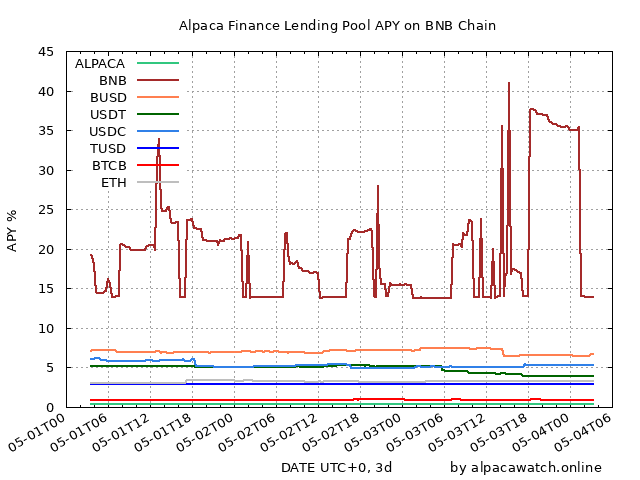 Alpaca Finance Lending Pool APY on BNB Chain
APY %
45
40
35
30
25
20
15
10
5
0
ALPACA
BNB
BUSD
USDT
USDC
TUSD
BTCB
ETH
05-01T00
05-01T06
05-01T12
05-01T18
05-02T00
05-02T06
05-02T12
05-02T18
05-03T00
05-03T06
05-03T12
05-03T18
05-04T00
05-04T06
DATE UTC+0, 3d
by alpacawatch.online